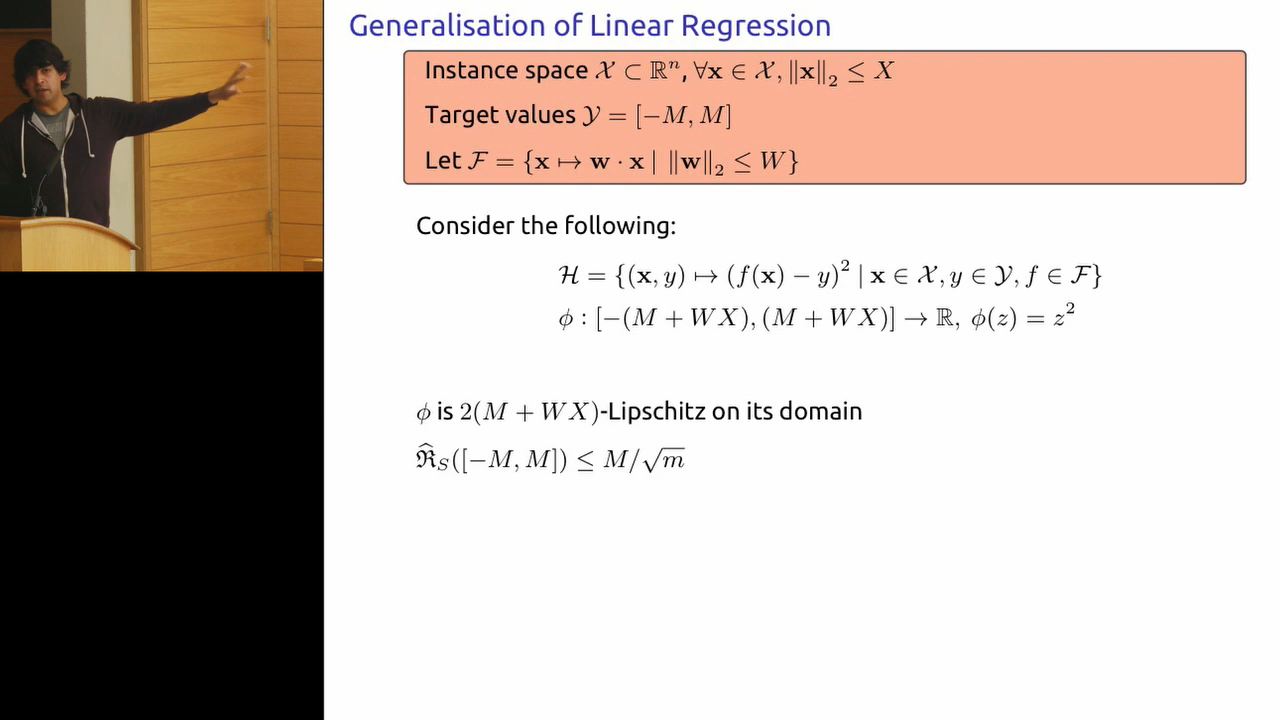 Generalisation of Linear Regression
Instance space 𝒳 ⊂ ℝⁿ, ∀𝐱 ∈ 𝒳, ‖𝐱‖₂ ≤ X
Target values 𝒴 = [−M, M]
Let ℱ = {𝐱 ↦ 𝐰 · 𝐱 | ‖𝐰‖₂ ≤ W}
Consider the following:
ℋ = {(𝐱, y) ↦ (f(𝐱) − y)² | 𝐱 ∈ 𝒳, y ∈ 𝒴, f ∈ ℱ}
ϕ : [−(M + WX), (M + WX)] → ℝ, ϕ(z) = z²
ϕ is 2(M + WX)-Lipschitz on its domain
ℜ̂_S([−M, M]) ≤ M/√m